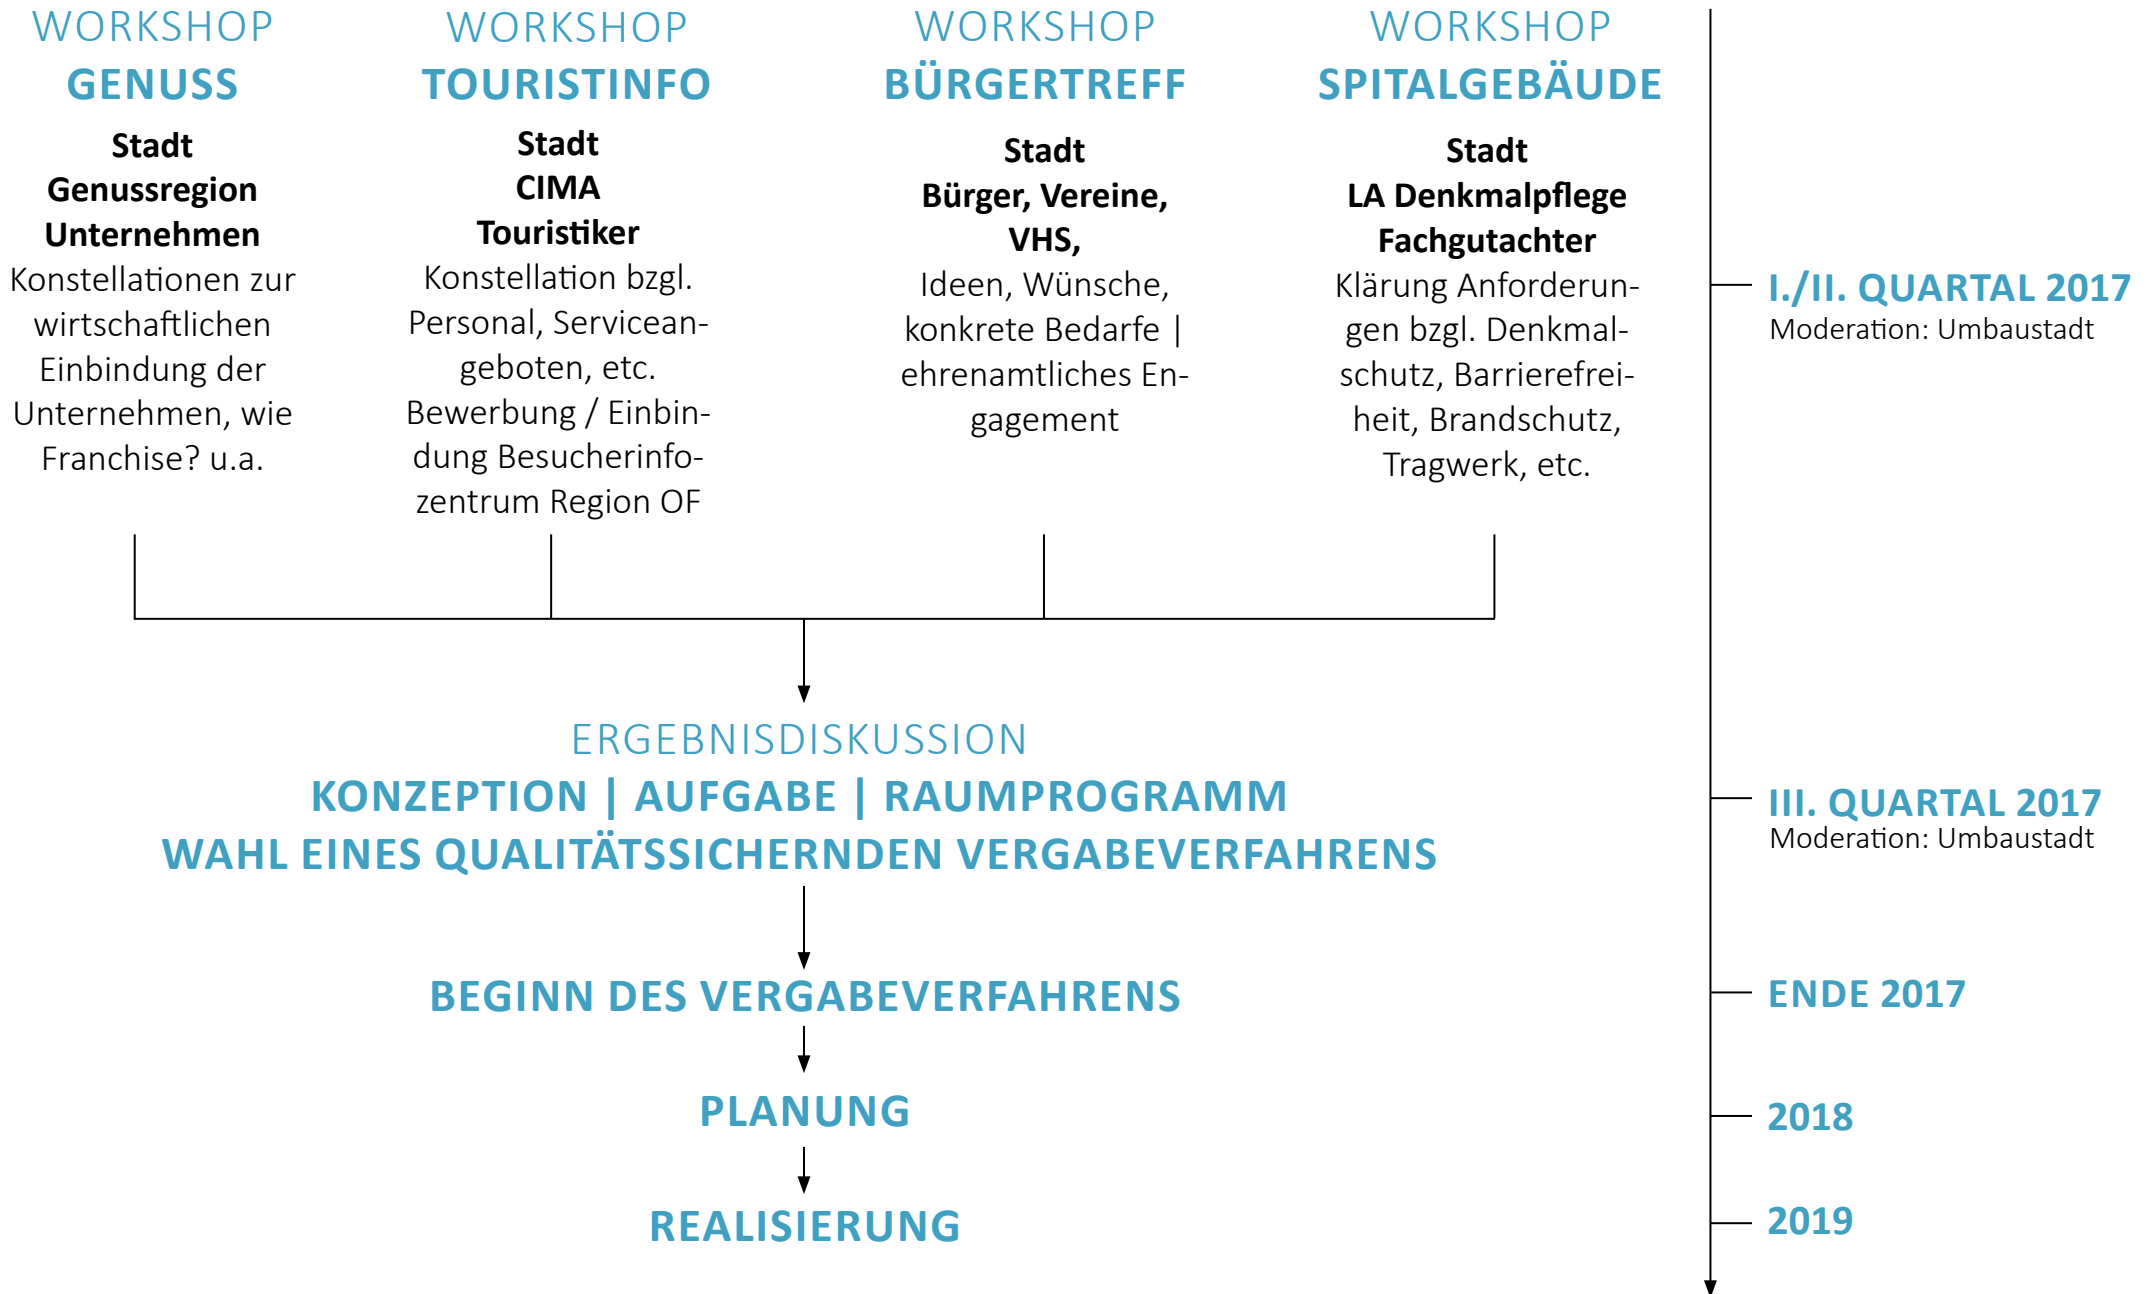 WORKSHOP
GENUSS
Stadt
Genussregion
Unternehmen
Konstellationen zur
wirtschaftlichen
Einbindung der
Unternehmen, wie
Franchise? u.a.
WORKSHOP
TOURISTINFO
Stadt
CIMA
Touristiker
Konstellation bzgl.
Personal, Servicean-
geboten, etc.
Bewerbung / Einbin-
dung Besucherinfo-
zentrum Region OF
WORKSHOP
BÜRGERTREFF
Stadt
Bürger, Vereine,
VHS,
Ideen, Wünsche,
konkrete Bedarfe |
ehrenamtliches En-
gagement
WORKSHOP
SPITALGEBÄUDE
Stadt
LA Denkmalpflege
Fachgutachter
Klärung Anforderun-
gen bzgl. Denkmal-
schutz, Barrierefrei-
heit, Brandschutz,
Tragwerk, etc.
I./II. QUARTAL 2017
Moderation: Umbaustadt
ERGEBNISDISKUSSION
KONZEPTION | AUFGABE | RAUMPROGRAMM
WAHL EINES QUALITÄTSSICHERNDEN VERGABEVERFAHRENS
III. QUARTAL 2017
Moderation: Umbaustadt
BEGINN DES VERGABEVERFAHRENS
ENDE 2017
PLANUNG
2018
REALISIERUNG
2019